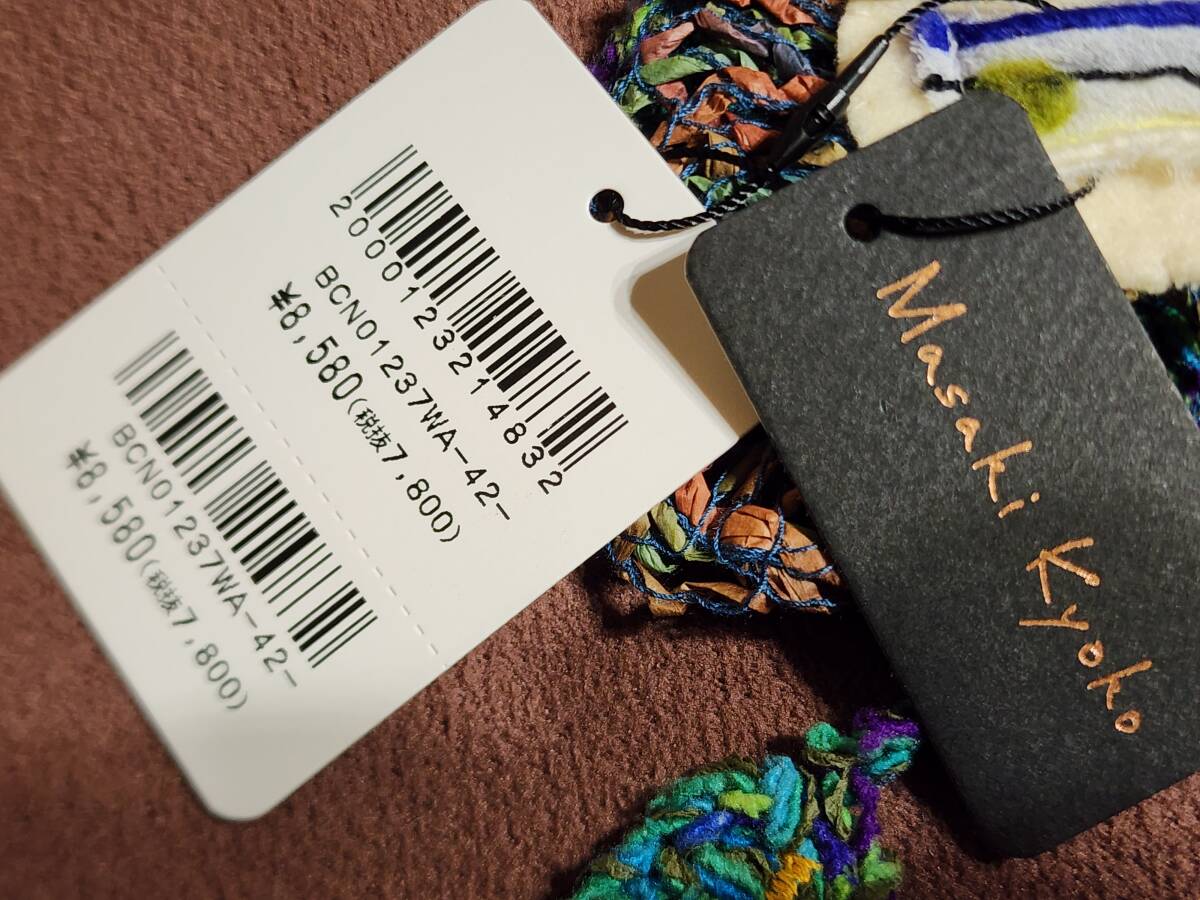 2000123214832
BCN01237WA-42-
¥8,580(税抜7,800)
BCN01237WA-42-
¥8,580(税抜7,800)
Masaki Kyoko